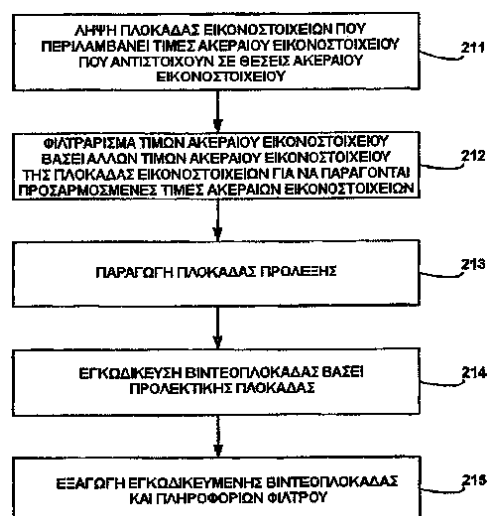 ΛΗΨΗ ΠΛΟΚΑΔΑΣ ΕΙΚΟΝΟΣΤΟΙΧΕΙΩΝ ΠΟΥ
ΠΕΡΙΛΑΜΒΑΝΕΙ ΤΙΜΕΣ ΑΚΕΡΑΙΟΥ ΕΙΚΟΝΟΣΤΟΙΧΕΙΟΥ
ΠΟΥ ΑΝΤΙΣΤΟΙΧΟΥΝ ΣΕ ΘΕΣΕΙΣ ΑΚΕΡΑΙΟΥ
ΕΙΚΟΝΟΣΤΟΙΧΕΙΟΥ
211
ΦΙΛΤΡΑΡΙΣΜΑ ΤΙΜΩΝ ΑΚΕΡΑΙΟΥ ΕΙΚΟΝΟΣΤΟΙΧΕΙΟΥ
ΒΑΣΕΙ ΑΛΛΩΝ ΤΙΜΩΝ ΑΚΕΡΑΙΟΥ ΕΙΚΟΝΟΣΤΟΙΧΕΙΟΥ
ΤΗΣ ΠΛΟΚΑΔΑΣ ΕΙΚΟΝΟΣΤΟΙΧΕΙΩΝ ΓΙΑ ΝΑ ΠΑΡΑΓΟΝΤΑΙ
ΠΡΟΣΑΡΜΟΣΜΕΝΕΣ ΤΙΜΕΣ ΑΚΕΡΑΙΩΝ ΕΙΚΟΝΟΣΤΟΙΧΕΙΩΝ
212
ΠΑΡΑΓΩΓΗ ΠΛΟΚΑΔΑΣ ΠΡΟΛΕΞΗΣ
213
ΕΓΚΩΔΙΚΕΥΣΗ ΒΙΝΤΕΟΠΛΟΚΑΔΑΣ ΒΑΣΕΙ
ΠΡΟΛΕΚΤΙΚΗΣ ΠΛΟΚΑΔΑΣ
214
ΕΞΑΓΩΓΗ ΕΓΚΩΔΙΚΕΥΜΕΝΗΣ ΒΙΝΤΕΟΠΛΟΚΑΔΑΣ
ΚΑΙ ΠΛΗΡΟΦΟΡΙΩΝ ΦΙΛΤΡΟΥ
215